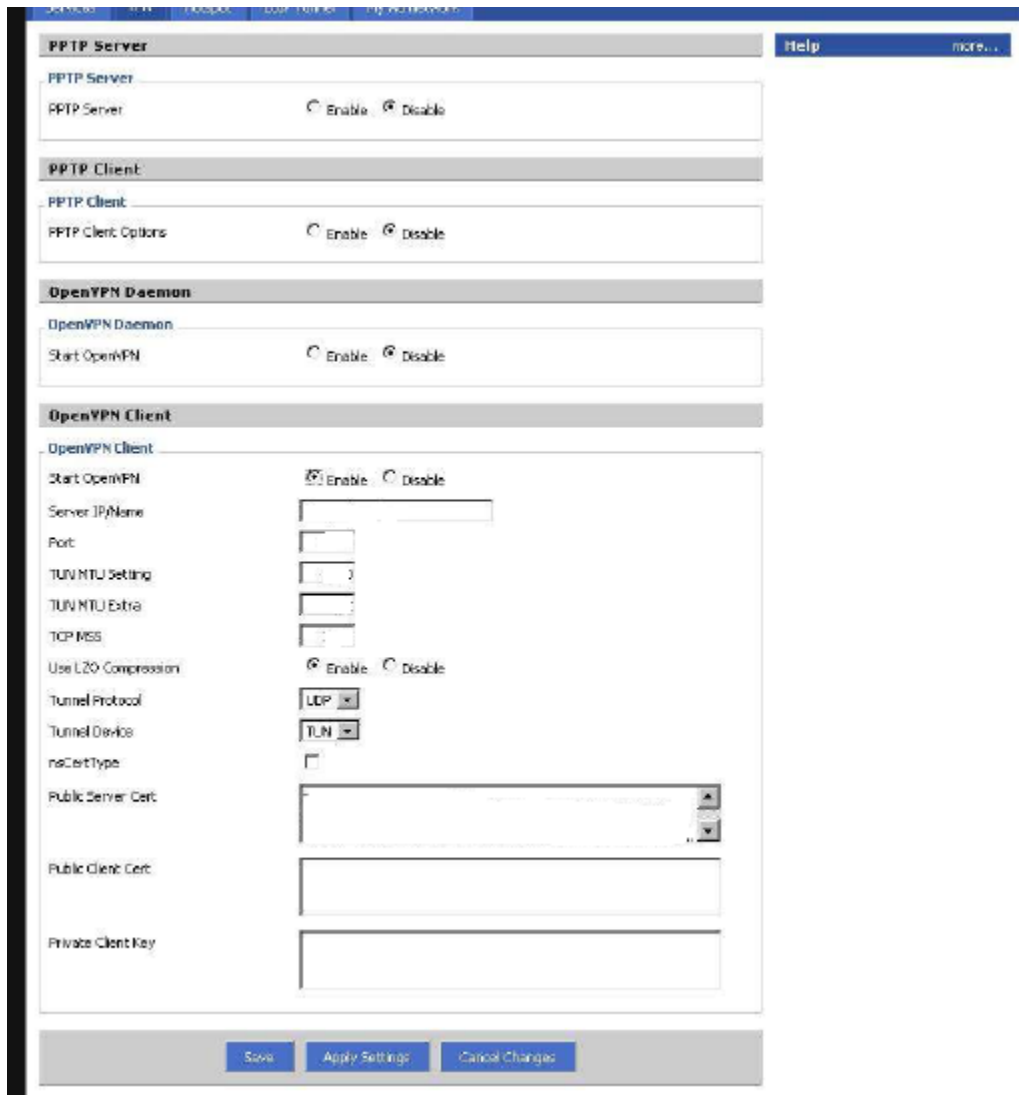 Services VPN Hotspot
PPTP Server
Help more...
PPTP Server
PPTP Server Enable Disable
PPTP Client
PPTP Client
PPTP Client Options Enable Disable
OpenVPN Daemon
OpenVPN Daemon
Start OpenVPN Enable Disable
OpenVPN Client
OpenVPN Client
Start OpenVPN Enable Disable
Server IP/Name
Port
TUN MTU Setting
TUN MTU Extra
TCP MSS
Use LZO Compression Enable Disable
Tunnel Protocol UDP
Tunnel Device TUN
nsCertType
Public Server Cert
Public Client Cert
Private Client Key
Save Apply Settings Cancel Changes